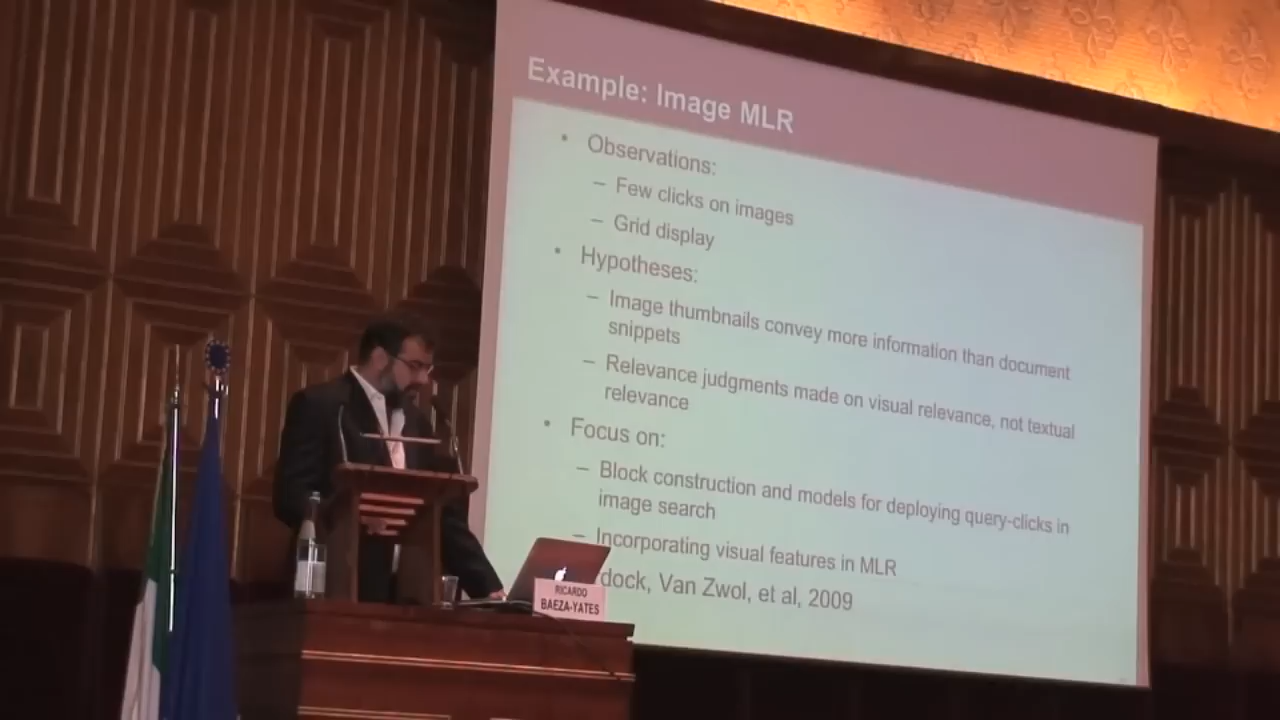 Example: Image MLR
• Observations:
– Few clicks on images
– Grid display
• Hypotheses:
– Image thumbnails convey more information than document
snippets
– Relevance judgments made on visual relevance, not textual
relevance
• Focus on:
– Block construction and models for deploying query-clicks in
image search
– Incorporating visual features in MLR
dock, Van Zwol, et al, 2009
RICARDO
BAEZA-YATES